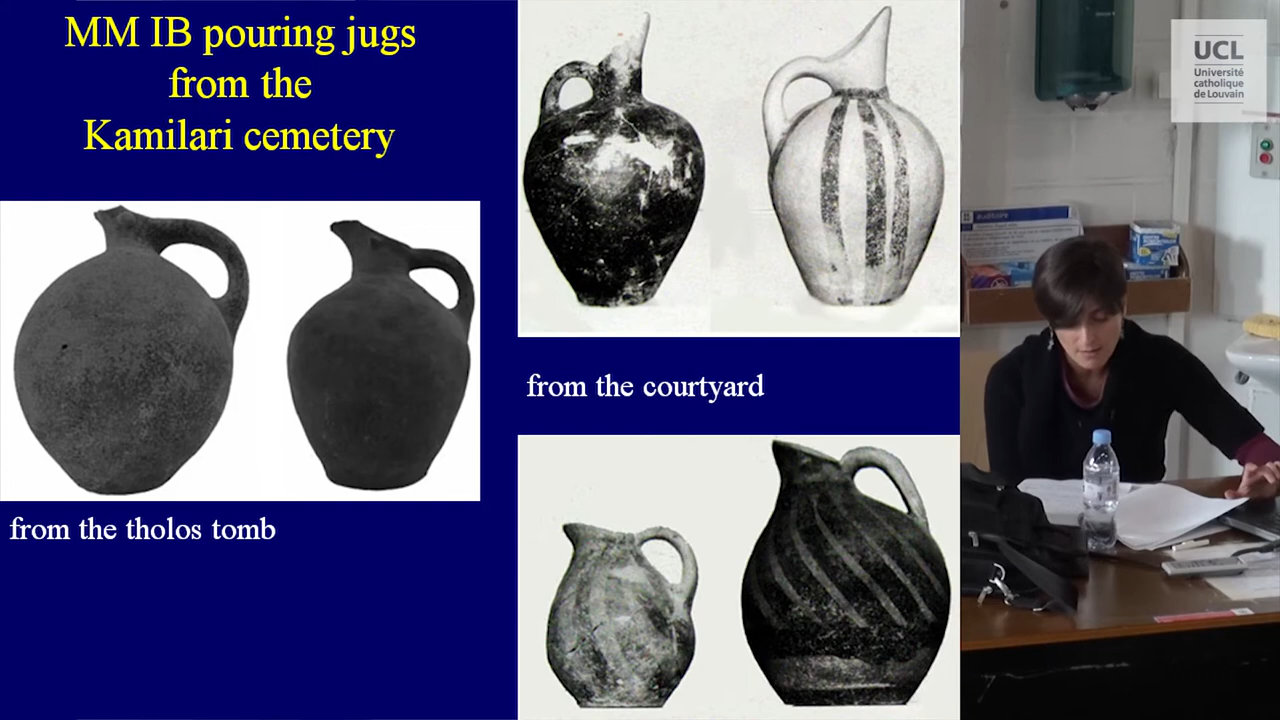 MM IB pouring jugs
from the
Kamilari cemetery
from the tholos tomb
from the courtyard
UCL
Université
catholique
de Louvain
auditoire